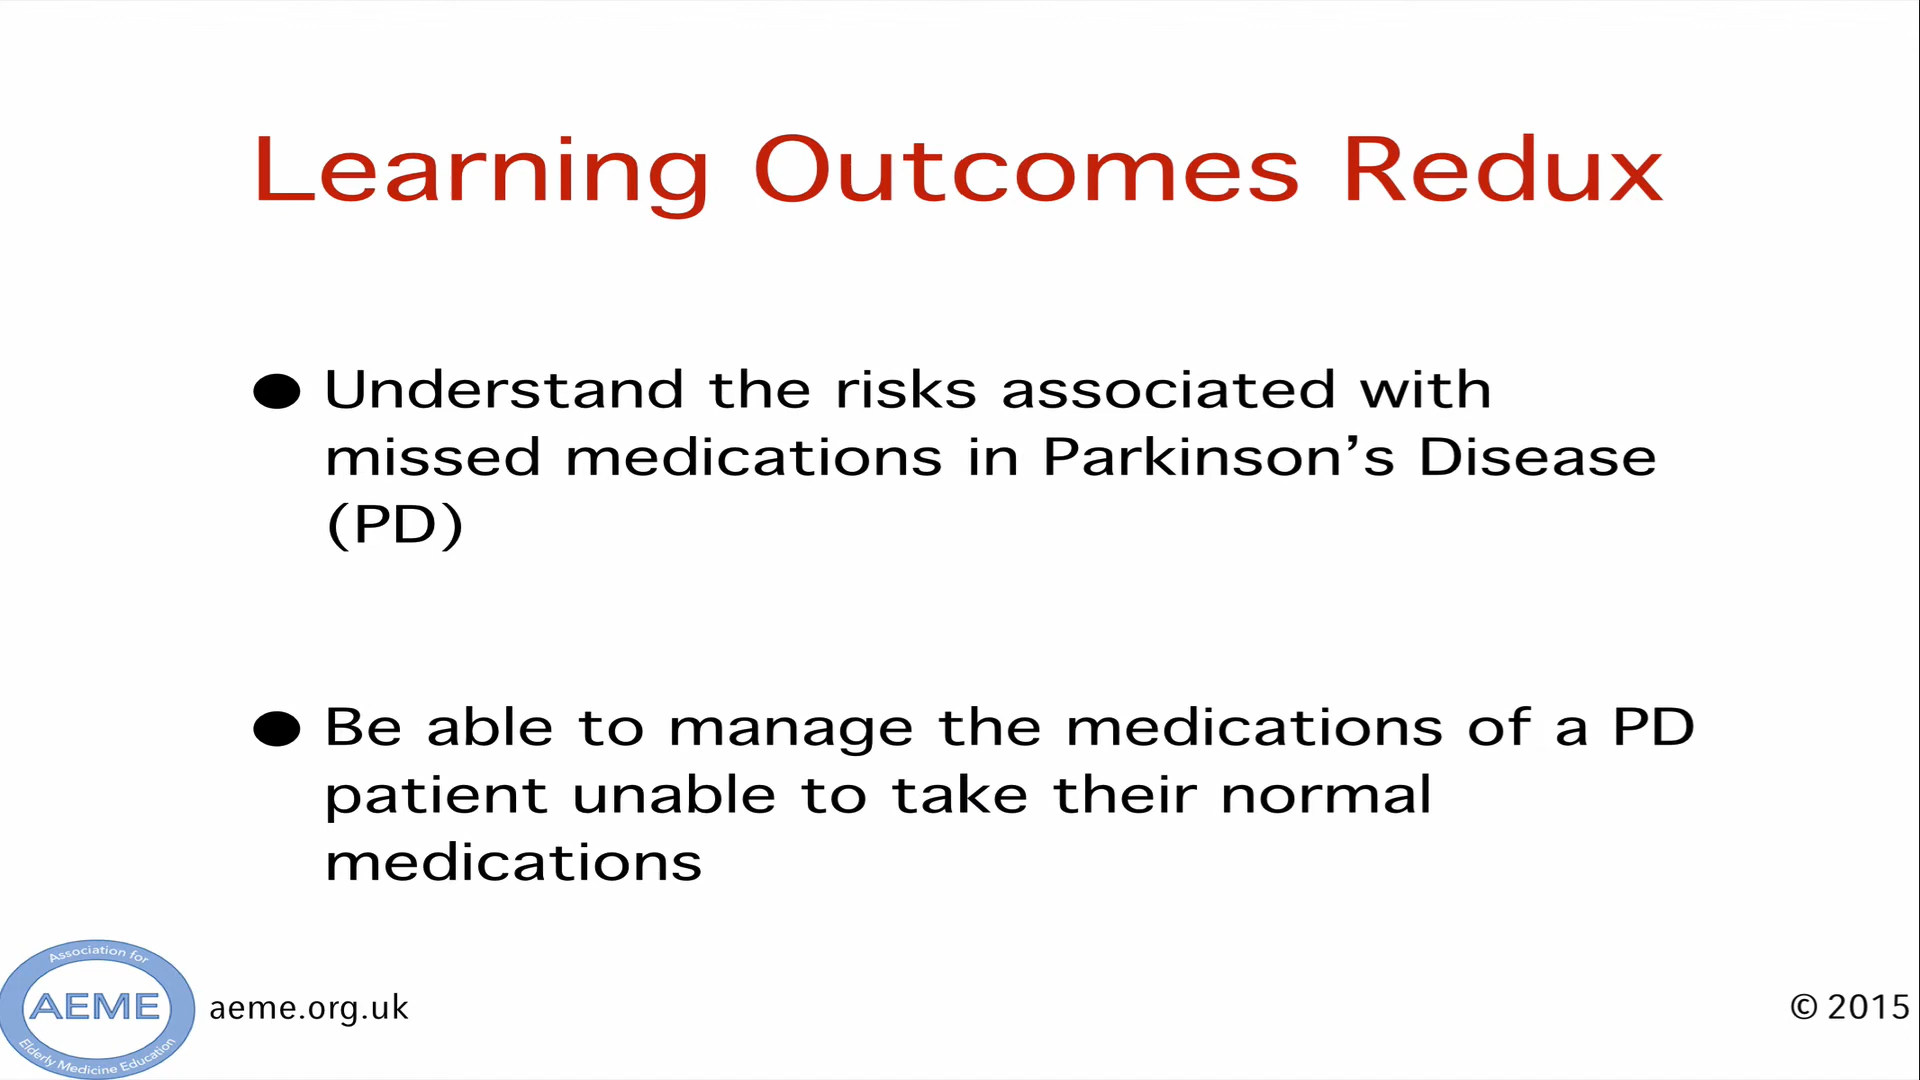 Learning Outcomes Redux
● Understand the risks associated with
missed medications in Parkinson’s Disease
(PD)
● Be able to manage the medications of a PD
patient unable to take their normal
medications
Association for
AEME
Elderly Medicine Education
aeme.org.uk
© 2015